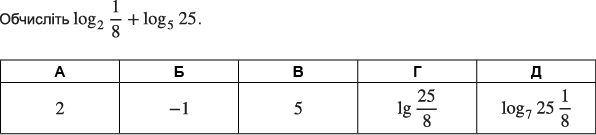 Обчисліть log₂ 1/8 + log₅ 25.
А Б В Г Д
2 −1 5 lg 25/8 log₇ 25 1/8